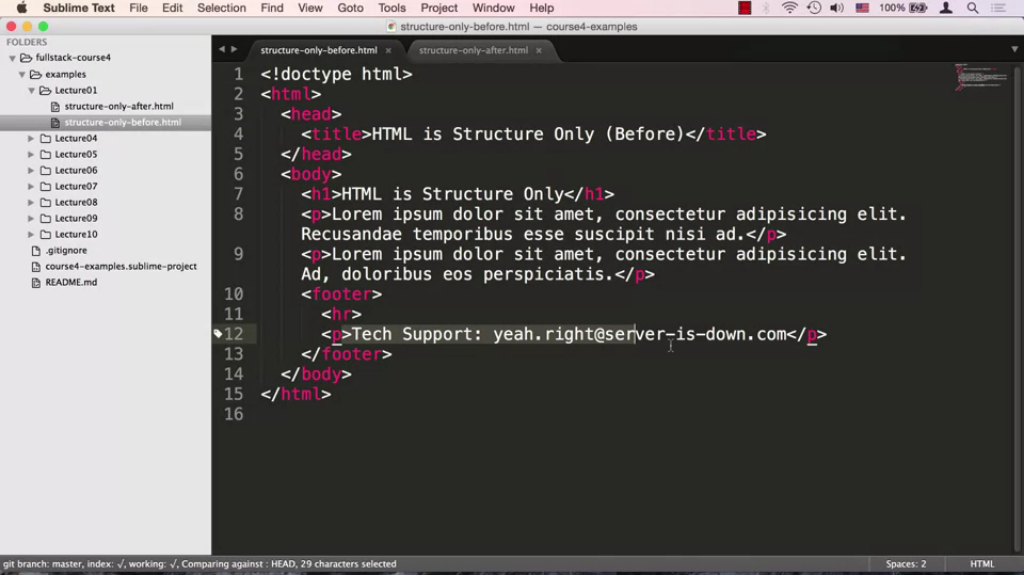 Sublime Text File Edit Selection Find View Goto Tools Project Window Help 100%
structure-only-before.html — course4-examples
FOLDERS
fullstack-course4
examples
Lecture01
structure-only-after.html
structure-only-before.html
Lecture04
Lecture05
Lecture06
Lecture07
Lecture08
Lecture09
Lecture10
.gitignore
course4-examples.sublime-project
README.md
structure-only-before.html × structure-only-after.html ×
1 <!doctype html>
2 <html>
3 <head>
4 <title>HTML is Structure Only (Before)</title>
5 </head>
6 <body>
7 <h1>HTML is Structure Only</h1>
8 <p>Lorem ipsum dolor sit amet, consectetur adipisicing elit.
Recusandae temporibus esse suscipit nisi ad.</p>
9 <p>Lorem ipsum dolor sit amet, consectetur adipisicing elit.
Ad, doloribus eos perspiciatis.</p>
10 <footer>
11 <hr>
12 <p>Tech Support: yeah.right@server-is-down.com</p>
13 </footer>
14 </body>
15 </html>
16
git branch: master, index: √, working: √, Comparing against : HEAD, 29 characters selected Spaces: 2 HTML